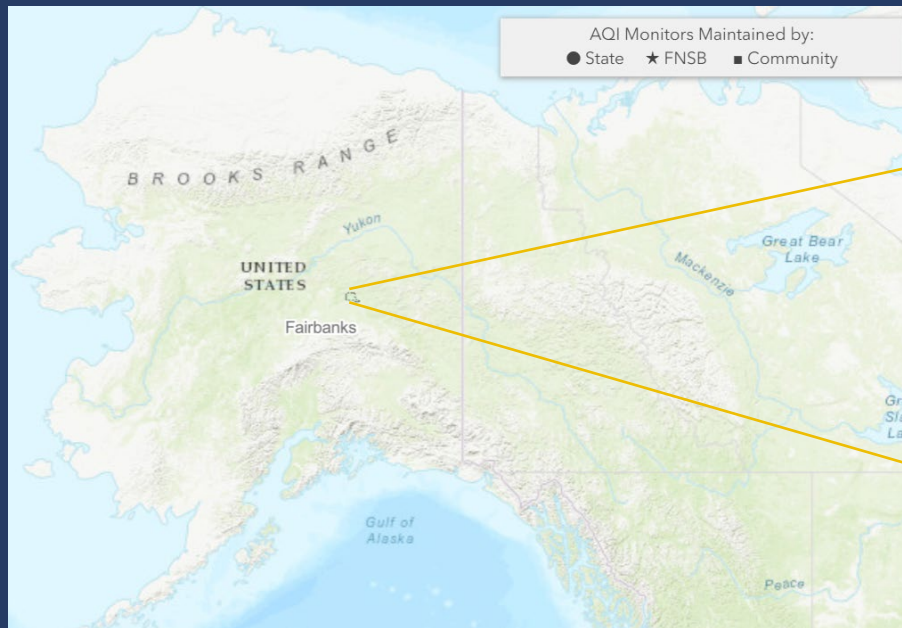 AQI Monitors Maintained by:
● State ★ FNSB ■ Community
BROOKS RANGE
Yukon
UNITED
STATES
Fairbanks
Great Bear
Lake
Mackenzie
Gulf of
Alaska
Peace